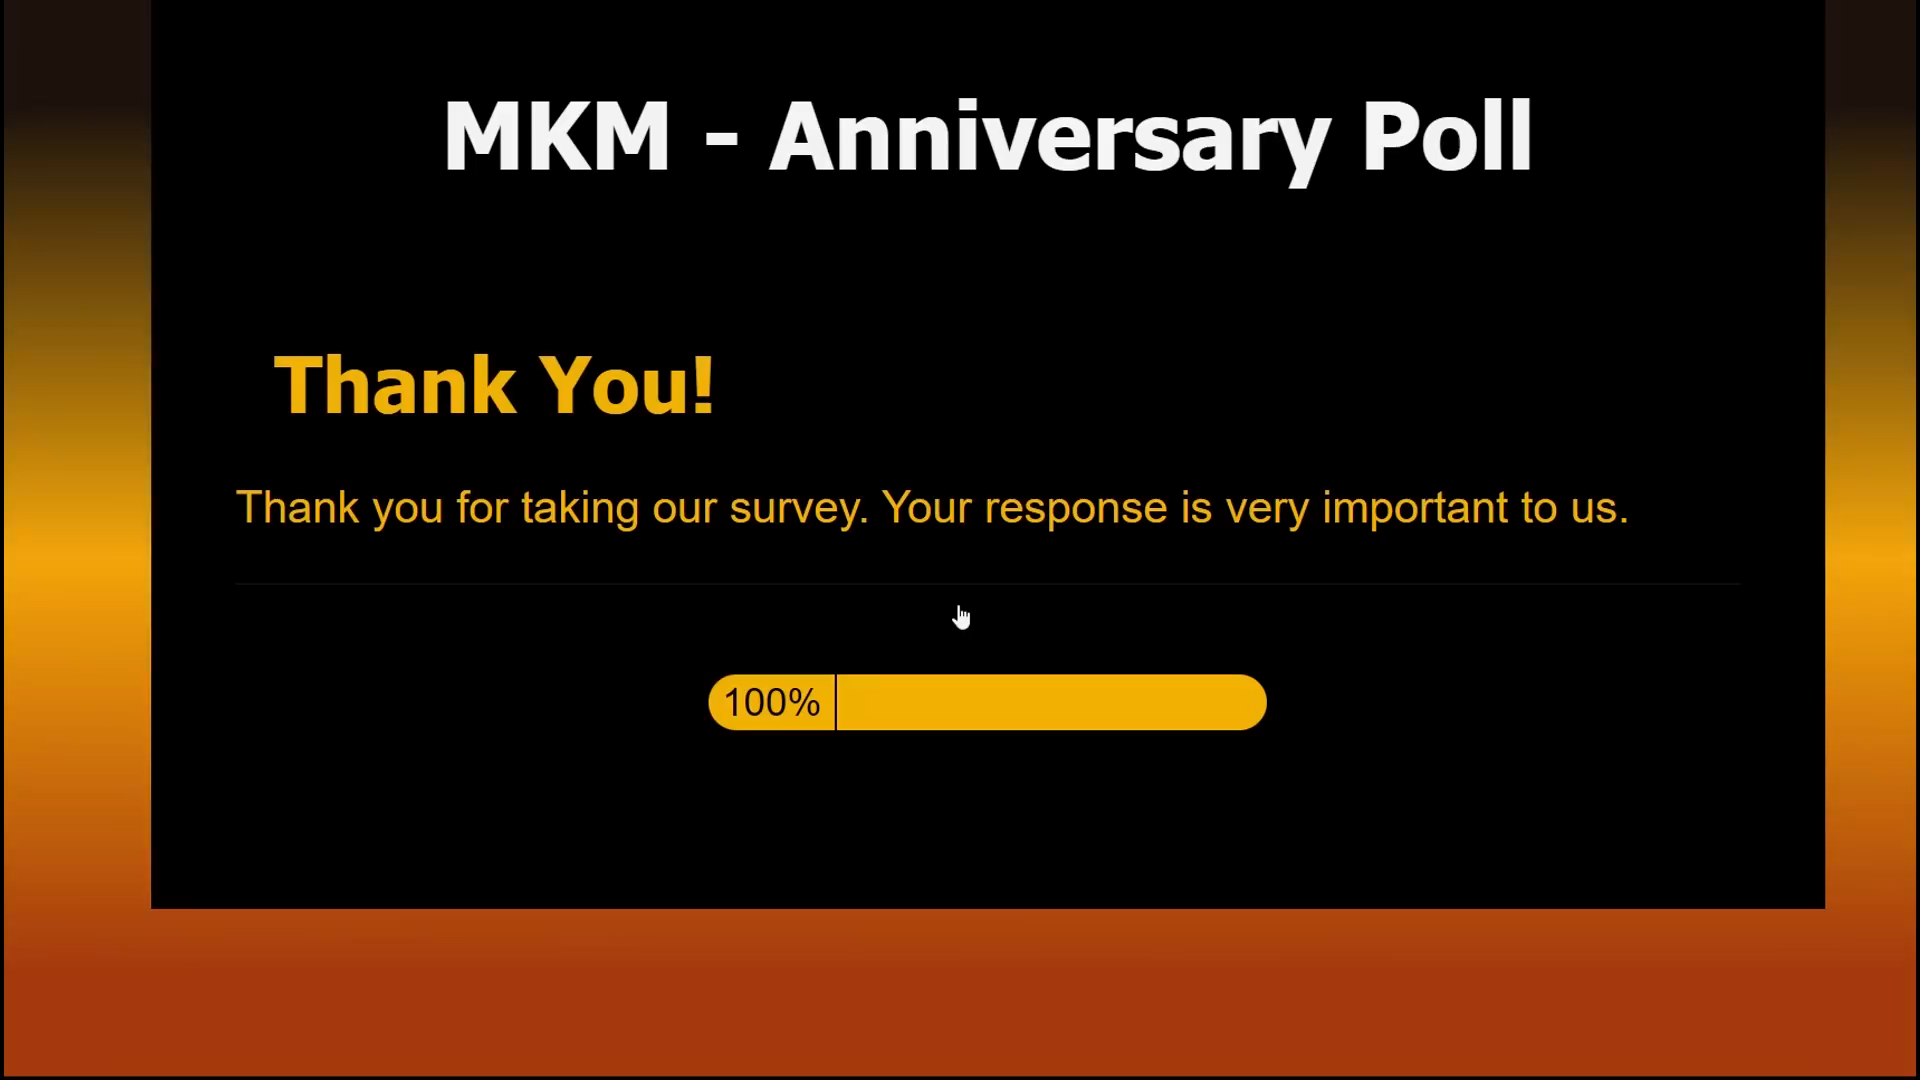 MKM - Anniversary Poll
Thank You!
Thank you for taking our survey. Your response is very important to us.
100%